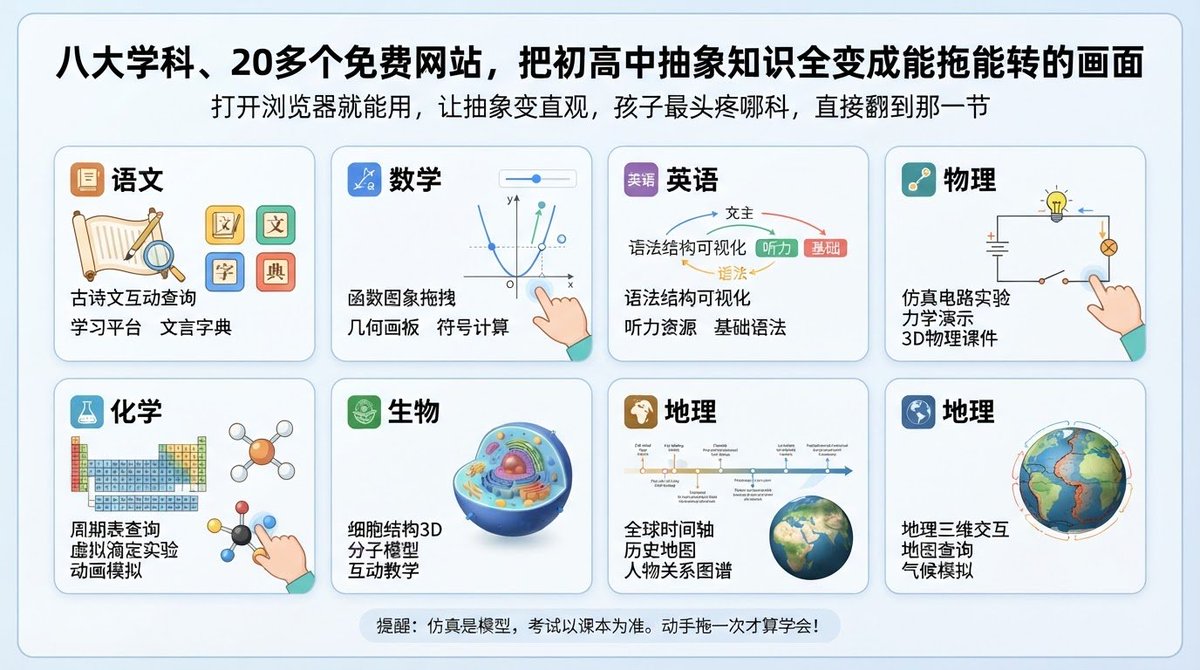 八大学科、20多个免费网站，把初高中抽象知识全变成能拖能转的画面
打开浏览器就能用，让抽象变直观，孩子最头疼哪科，直接翻到那一节
语文
文
字
典
古诗文互动查询
学习平台 文言字典
数学
y
O
x
函数图象拖拽
几何画板 符号计算
英语
英语
文主
语法结构可视化 听力 基础
语法
语法结构可视化
听力资源 基础语法
物理
仿真电路实验
力学演示
3D物理课件
化学
周期表查询
虚拟滴定实验
动画模拟
生物
细胞结构3D
分子模型
互动教学
地理
全球时间轴
历史地图
人物关系图谱
地理
地理三维交互
地图查询
气候模拟
提醒：仿真是模型，考试以课本为准。动手拖一次才算学会！